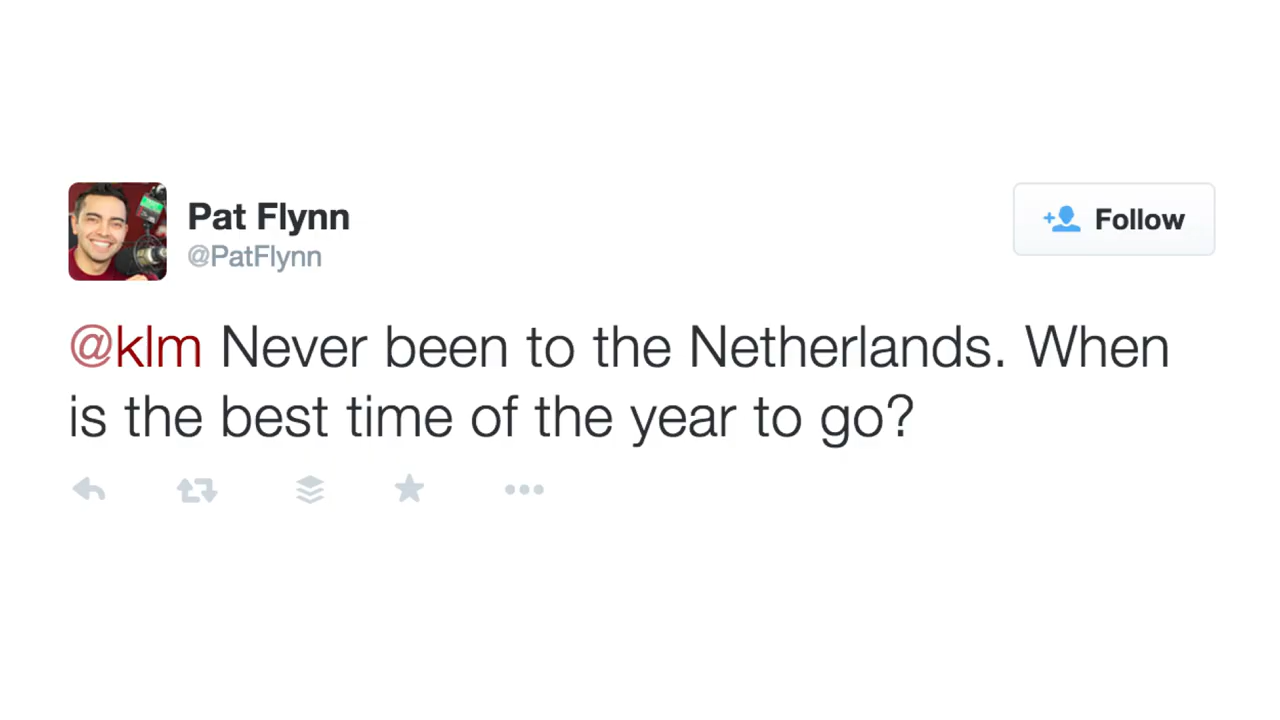 Pat Flynn
@PatFlynn
Follow
@klm Never been to the Netherlands. When
is the best time of the year to go?